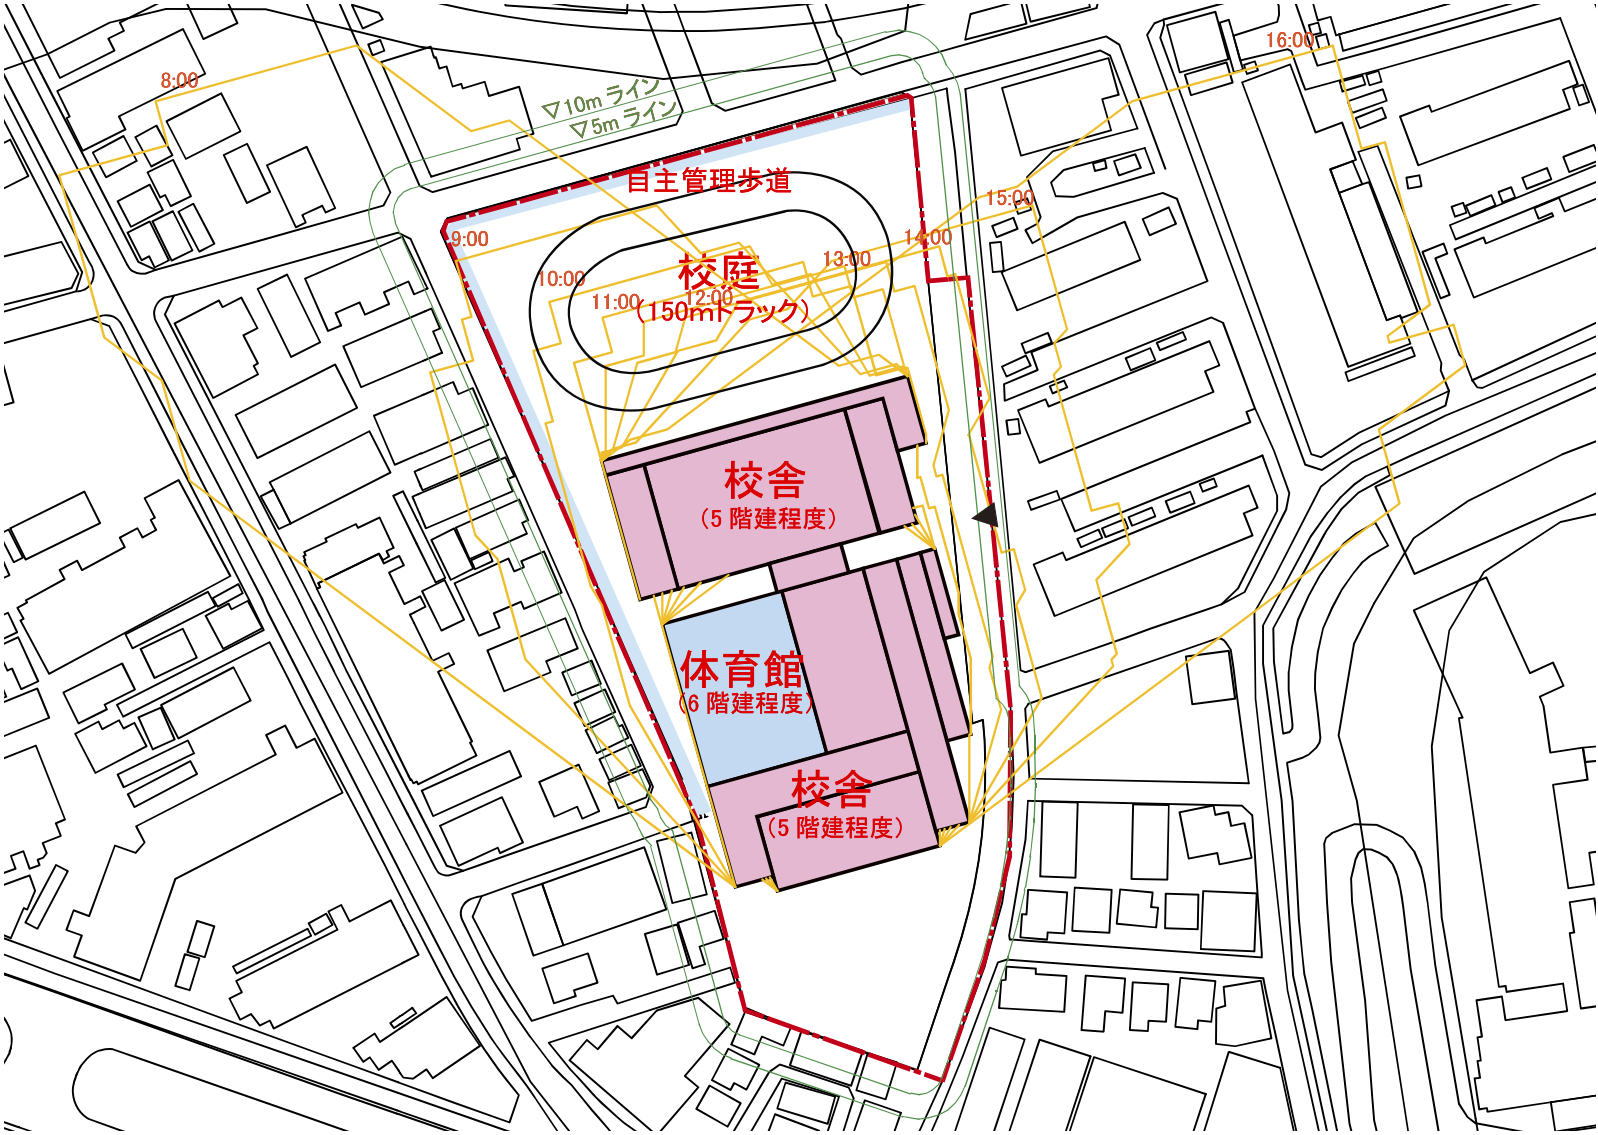 16:00
8:00
▽10m ライン
▽5m ライン
自主管理歩道
15:00
9:00
14:00
13:00
10:00
校庭
11:00
12:00
(150mトラック)
校舎
(5 階建程度)
体育館
(6 階建程度)
校舎
(5 階建程度)